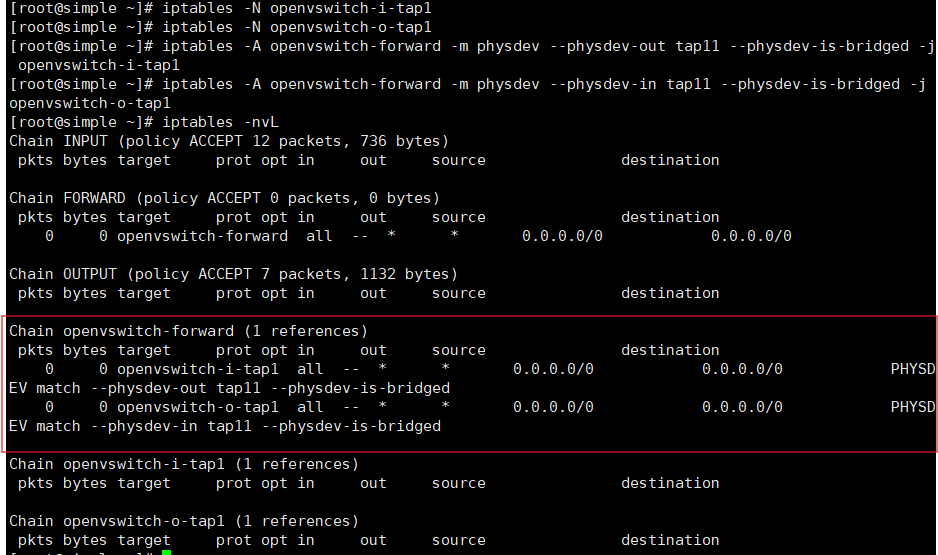 [root@simple ~]# iptables -N openvswitch-i-tap1
[root@simple ~]# iptables -N openvswitch-o-tap1
[root@simple ~]# iptables -A openvswitch-forward -m physdev --physdev-out tap11 --physdev-is-bridged -j
 openvswitch-i-tap1
[root@simple ~]# iptables -A openvswitch-forward -m physdev --physdev-in tap11 --physdev-is-bridged -j
openvswitch-o-tap1
[root@simple ~]# iptables -nvL
Chain INPUT (policy ACCEPT 12 packets, 736 bytes)
 pkts bytes target     prot opt in     out     source               destination
Chain FORWARD (policy ACCEPT 0 packets, 0 bytes)
 pkts bytes target     prot opt in     out     source               destination
    0     0 openvswitch-forward  all  --  *      *       0.0.0.0/0            0.0.0.0/0
Chain OUTPUT (policy ACCEPT 7 packets, 1132 bytes)
 pkts bytes target     prot opt in     out     source               destination
Chain openvswitch-forward (1 references)
 pkts bytes target     prot opt in     out     source               destination
    0     0 openvswitch-i-tap1  all  --  *      *       0.0.0.0/0            0.0.0.0/0            PHYSD
EV match --physdev-out tap11 --physdev-is-bridged
    0     0 openvswitch-o-tap1  all  --  *      *       0.0.0.0/0            0.0.0.0/0            PHYSD
EV match --physdev-in tap11 --physdev-is-bridged
Chain openvswitch-i-tap1 (1 references)
 pkts bytes target     prot opt in     out     source               destination
Chain openvswitch-o-tap1 (1 references)
 pkts bytes target     prot opt in     out     source               destination